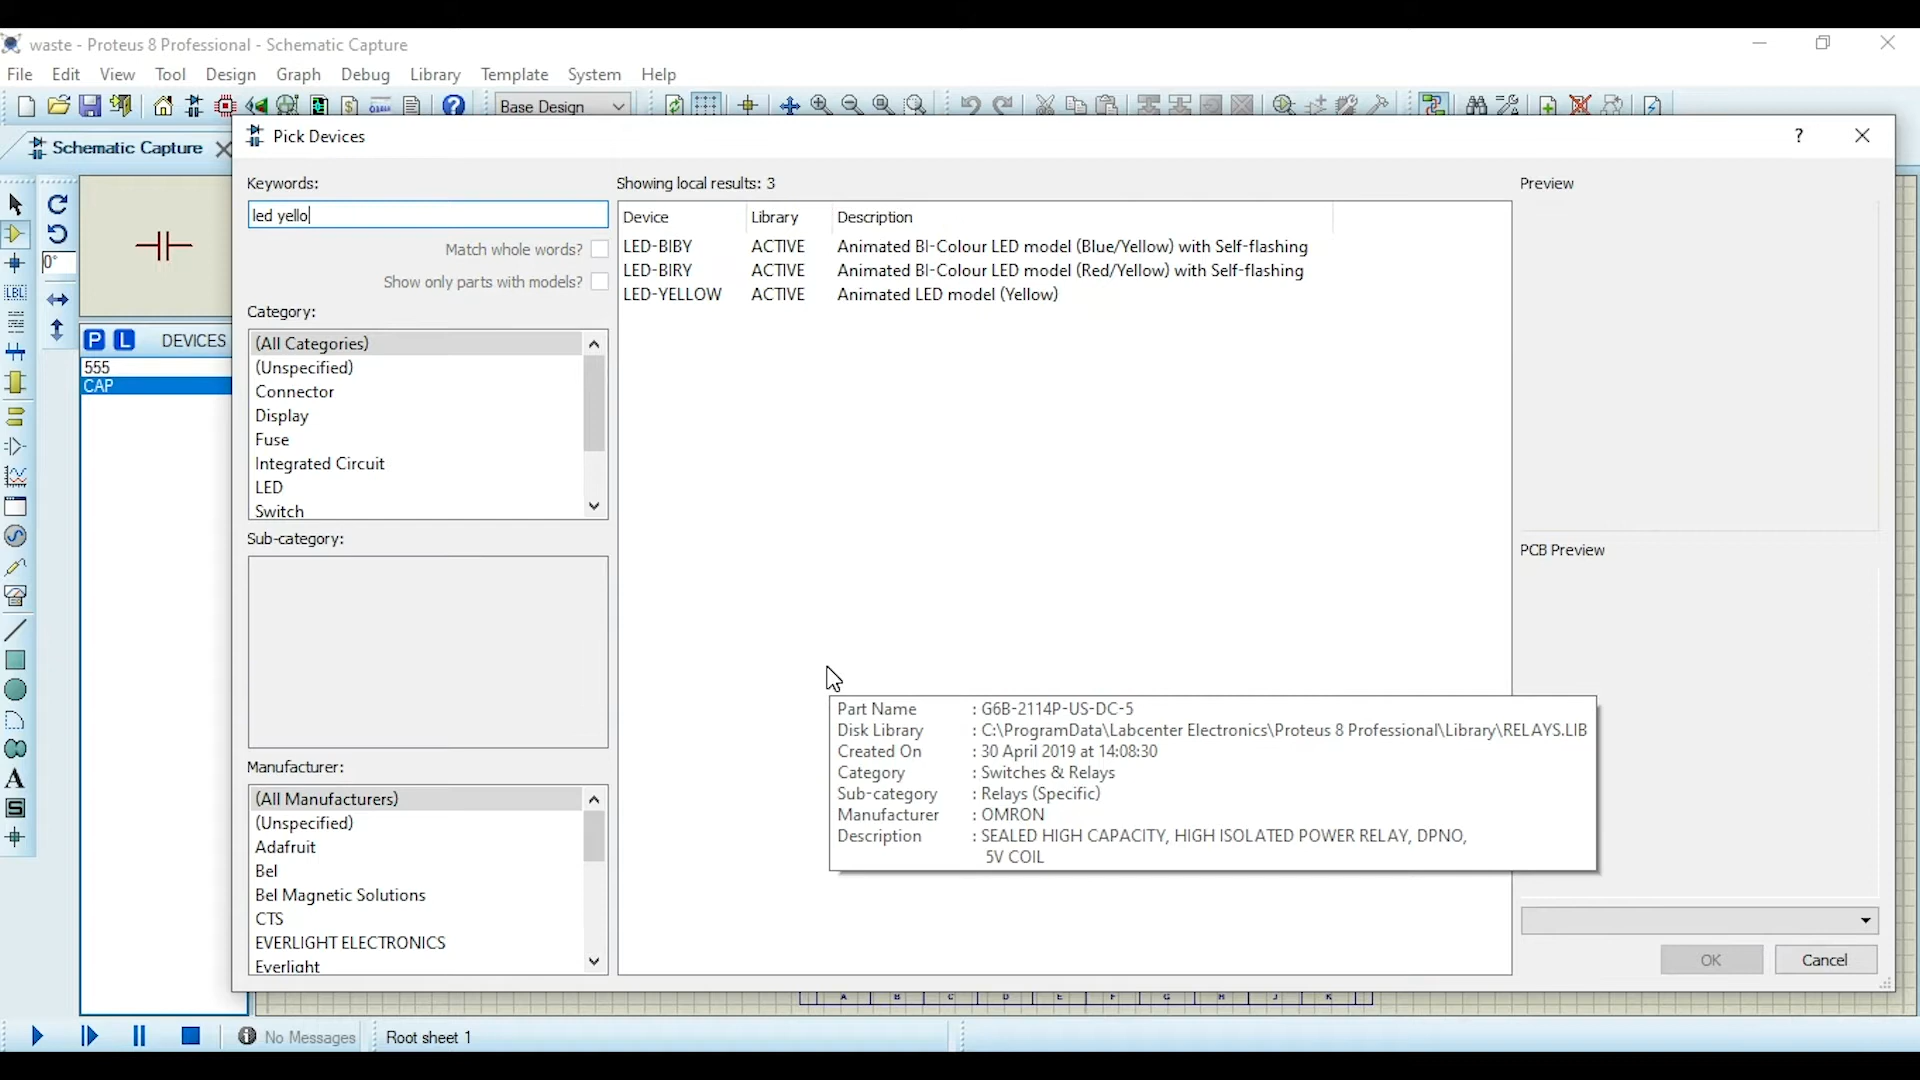 waste - Proteus 8 Professional - Schematic Capture
File Edit View Tool Design Graph Debug Library Template System Help
Base Design
Schematic Capture
Pick Devices
Keywords:
led yello
Match whole words?
Show only parts with models?
Category:
(All Categories)
(Unspecified)
Connector
Display
Fuse
Integrated Circuit
LED
Switch
Sub-category:
Manufacturer:
(All Manufacturers)
(Unspecified)
Adafruit
Bel
Bel Magnetic Solutions
CTS
EVERLIGHT ELECTRONICS
Everlight
Showing local results: 3
Device Library Description
LED-BIBY ACTIVE Animated BI-Colour LED model (Blue/Yellow) with Self-flashing
LED-BIRY ACTIVE Animated BI-Colour LED model (Red/Yellow) with Self-flashing
LED-YELLOW ACTIVE Animated LED model (Yellow)
Part Name : G6B-2114P-US-DC-5
Disk Library : C:\ProgramData\Labcenter Electronics\Proteus 8 Professional\Library\RELAYS.LIB
Created On : 30 April 2019 at 14:08:30
Category : Switches & Relays
Sub-category : Relays (Specific)
Manufacturer : OMRON
Description : SEALED HIGH CAPACITY, HIGH ISOLATED POWER RELAY, DPNO,
5V COIL
Preview
PCB Preview
OK Cancel
0°
LBL
A
S
P L DEVICES
555
CAP
A B C D E F G H J K
No Messages Root sheet 1